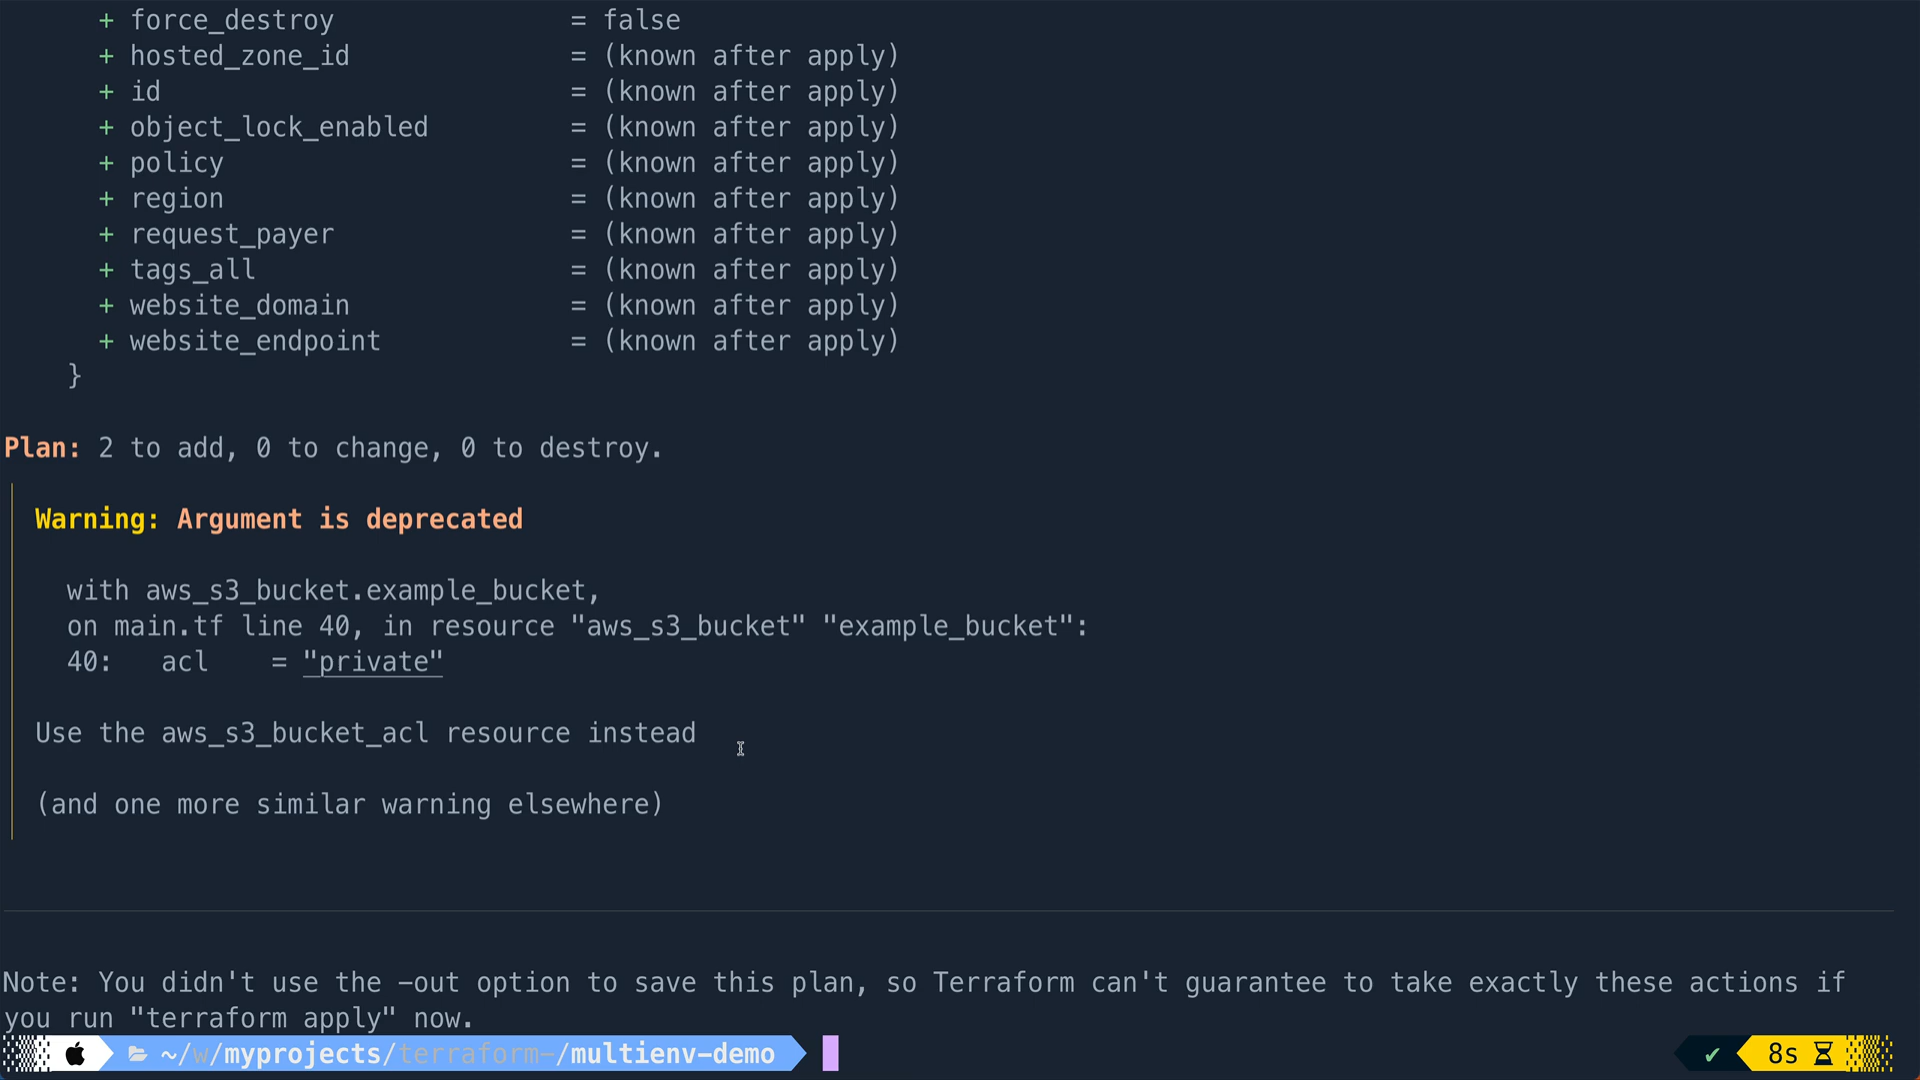 + force_destroy = false
+ hosted_zone_id = (known after apply)
+ id = (known after apply)
+ object_lock_enabled = (known after apply)
+ policy = (known after apply)
+ region = (known after apply)
+ request_payer = (known after apply)
+ tags_all = (known after apply)
+ website_domain = (known after apply)
+ website_endpoint = (known after apply)
}
Plan: 2 to add, 0 to change, 0 to destroy.
Warning: Argument is deprecated
with aws_s3_bucket.example_bucket,
on main.tf line 40, in resource "aws_s3_bucket" "example_bucket":
40: acl = "private"
Use the aws_s3_bucket_acl resource instead
(and one more similar warning elsewhere)
Note: You didn't use the -out option to save this plan, so Terraform can't guarantee to take exactly these actions if
you run "terraform apply" now.
~/w/myprojects/terraform-/multienv-demo ✔ 8s